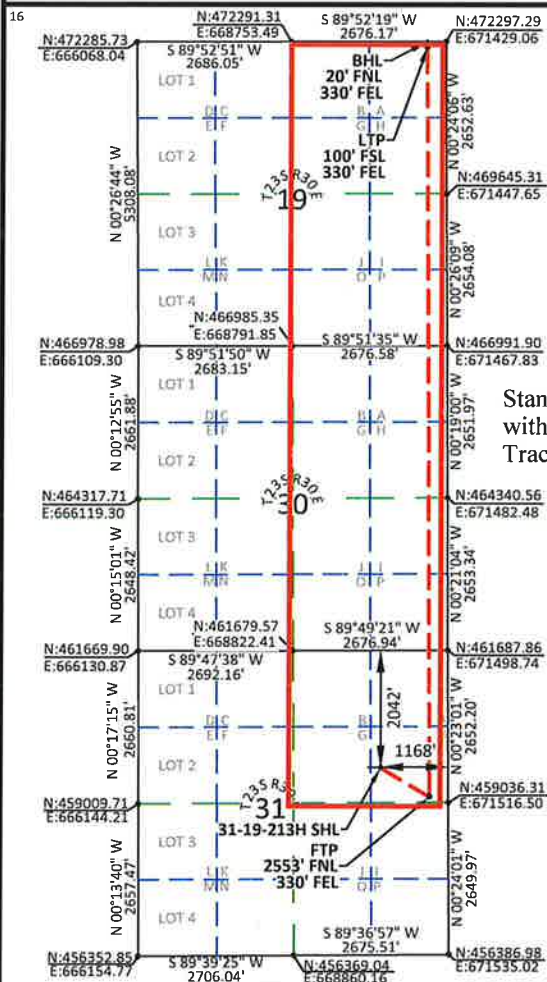 16
N:472291.31
E:668753.49
S 89°52'19" W
2676.17'
N:472297.29
E:671429.06
N:472285.73
E:666068.04
S 89°52'51" W
2686.05'
BHL
20' FNL
330' FEL
LOT 1
D C
E F
B A
G H
N 00°24'06" W
2652.63'
LTP
100' FSL
330' FEL
LOT 2
N 00°26'44" W
5308.08'
T23S R30E
19
N:469645.31
E:671447.65
LOT 3
L K
M N
J I
O P
N 00°26'09" W
2654.08'
LOT 4
N:466985.35
E:668791.85
N:466978.98
E:666109.30
S 89°51'50" W
2683.15'
S 89°51'35" W
2676.58'
N:466991.90
E:671467.83
LOT 1
N 00°12'55" W
2661.88'
D C
E F
B A
G H
N 00°19'00" W
2651.97'
Stan
with
Trac
LOT 2
N:464317.71
E:666119.30
T23S R30E
30
N:464340.56
E:671482.48
LOT 3
N 00°15'01" W
2648.42'
L K
M N
J I
O P
N 00°21'04" W
2653.34'
LOT 4
N:461679.57
E:668822.41
S 89°49'21" W
2676.94'
N:461669.90
E:666130.87
S 89°47'38" W
2692.16'
N:461687.86
E:671498.74
LOT 1
N 00°17'15" W
2660.81'
D C
E F
B
G
2042'
N 00°23'01" W
2652.20'
LOT 2
1168'
N:459009.71
E:666144.21
T23S R30
31
N:459036.31
E:671516.50
31-19-213H SHL
LOT 3
FTP
2553' FNL
330' FEL
N 00°13'40" W
2657.47'
L K
M N
J I
O P
N 00°24'01" W
2649.97'
LOT 4
S 89°36'57" W
2675.51'
N:456352.85
E:666154.77
S 89°39'25" W
2706.04'
N:456369.04
E:668860.16
N:456386.98
E:671535.02